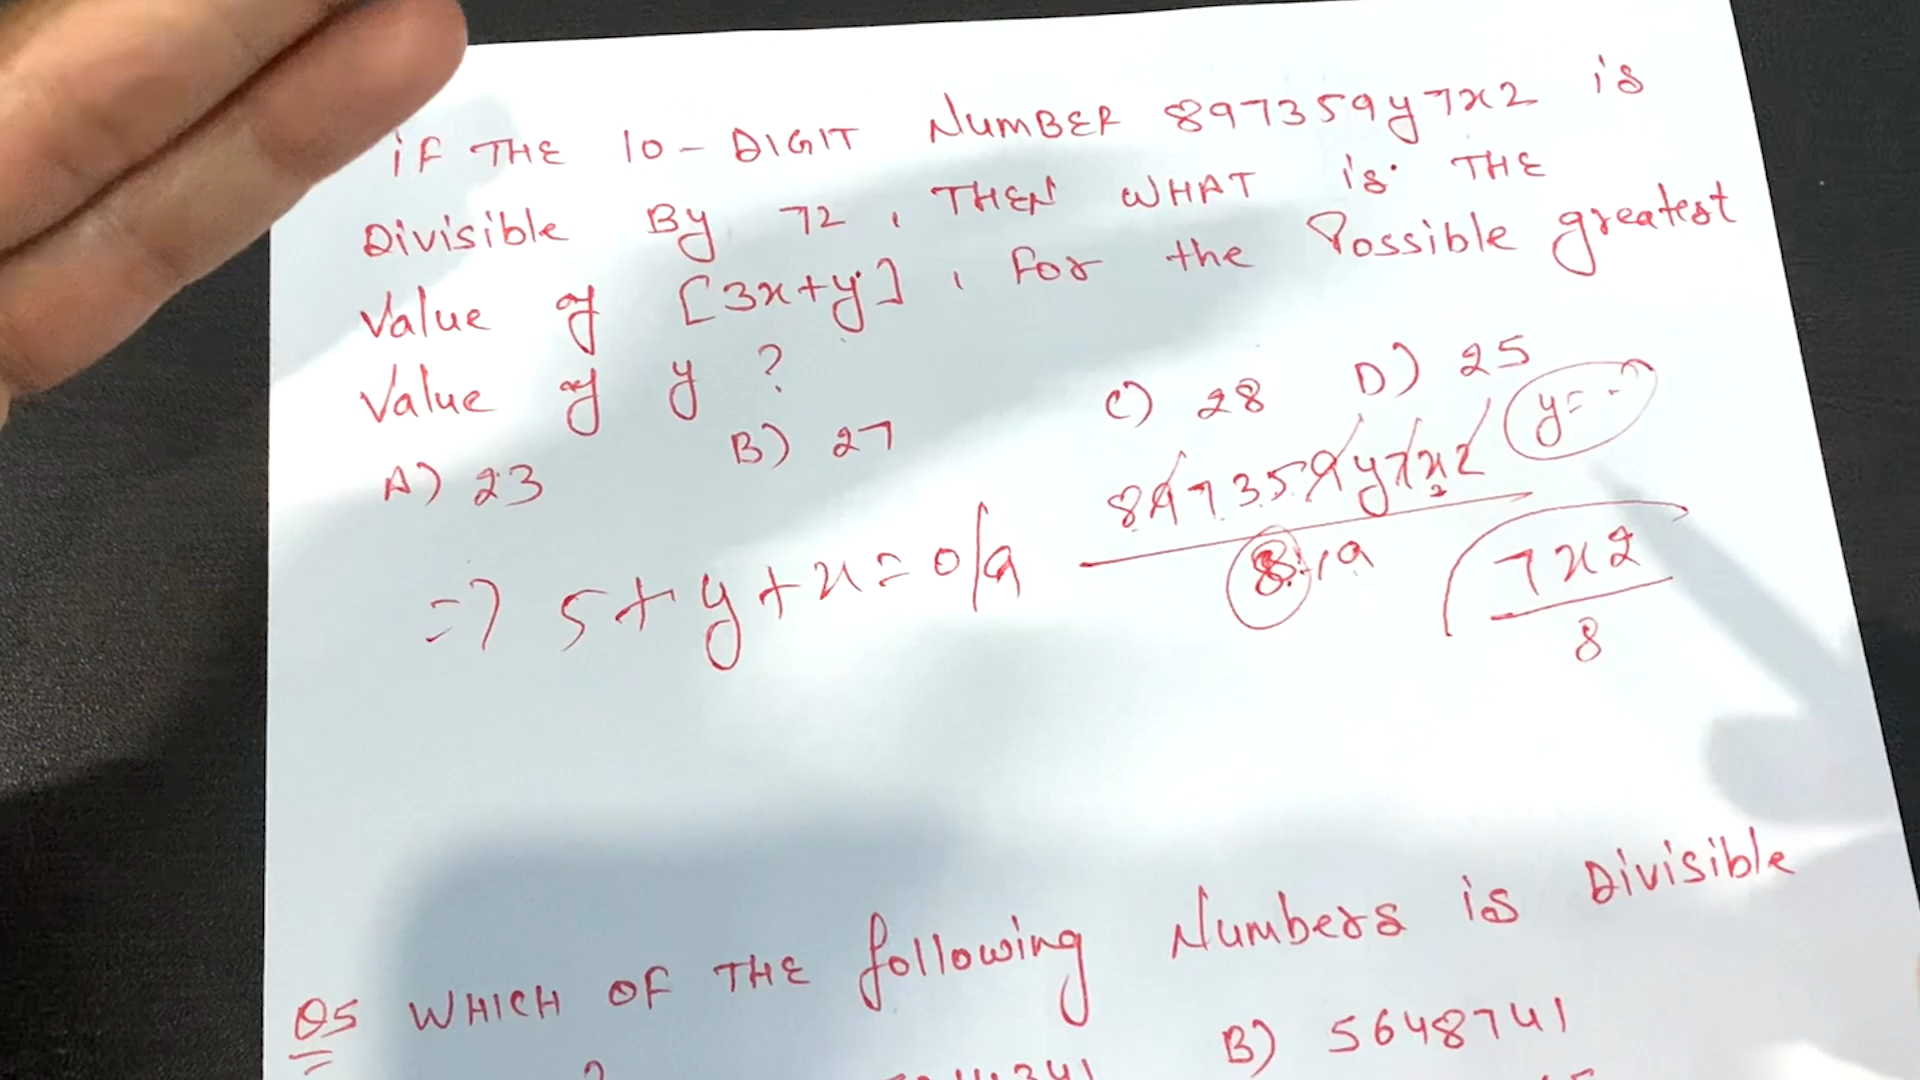 iF THE 10 - DIGIT NUMBER 897359y7x2 is
Divisible By 72, THEN WHAT is THE
Value of [3x+y], for the Possible greatest
Value of y ?
A) 23 B) 27 C) 28 D) 25
897359y7x2 y=
2
8,9
7x2
8
=> 5+y+x=0/9
Q5 WHICH OF THE following Numbers is Divisible
B) 5648741